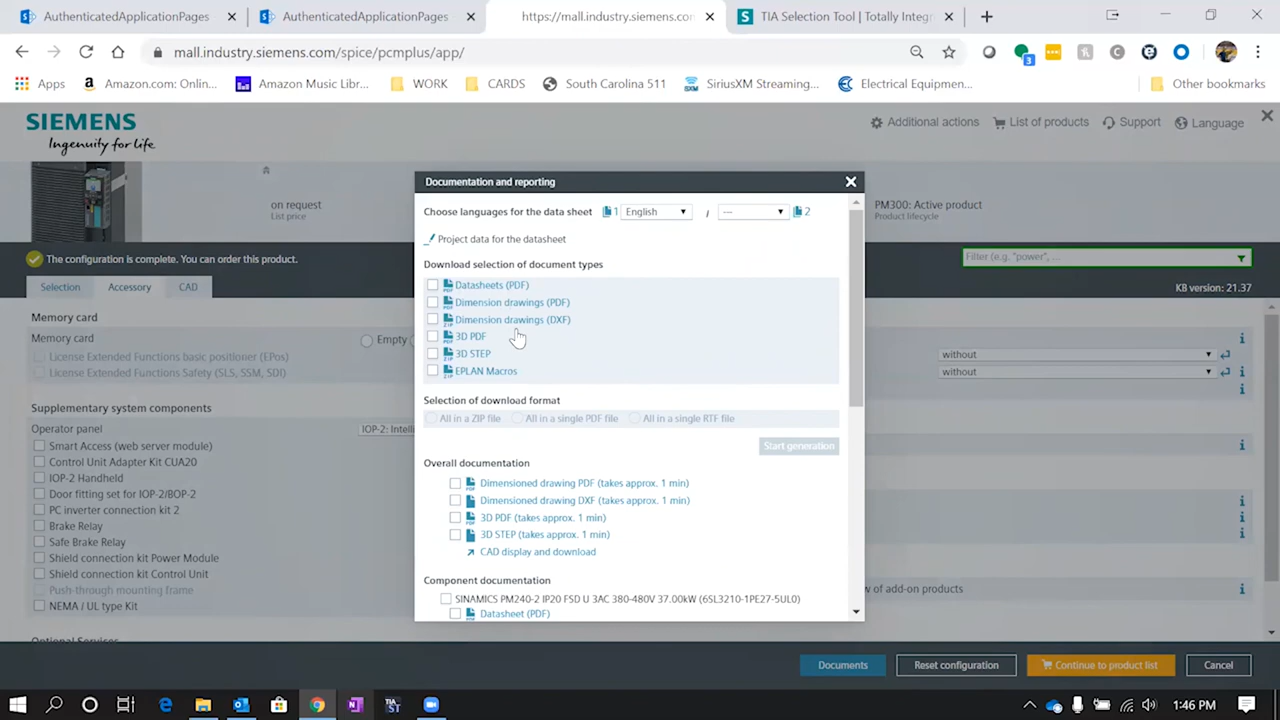 AuthenticatedApplicationPages
AuthenticatedApplicationPages
https://mall.industry.siemens.con
TIA Selection Tool | Totally Integr
mall.industry.siemens.com/spice/pcmplus/app/
3
Apps
Amazon.com: Onlin...
Amazon Music Libr...
WORK
CARDS
South Carolina 511
SiriusXM Streaming...
Electrical Equipmen...
Other bookmarks
SIEMENS
Ingenuity for life
Additional actions
List of products
Support
Language
on request
List price
PM300: Active product
Product lifecycle
The configuration is complete. You can order this product.
Filter (e.g. "power", ...
Selection
Accessory
CAD
KB version: 21.37
Memory card
Memory card
Empty
without
License Extended Functions basic positioner (EPos)
License Extended Functions Safety (SLS, SSM, SDI)
without
Supplementary system components
Operator panel
IOP-2: Intelli
Smart Access (web server module)
Control Unit Adapter Kit CUA20
IOP-2 Handheld
Door fitting set for IOP-2/BOP-2
PC inverter connection kit 2
Brake Relay
Safe Brake Relay
Shield connection kit Power Module
Shield connection kit Control Unit
Push-through mounting frame
w of add-on products
NEMA / UL type Kit
Optional Services
Documentation and reporting
Choose languages for the data sheet 1 English / --- 2
Project data for the datasheet
Download selection of document types
Datasheets (PDF)
Dimension drawings (PDF)
Dimension drawings (DXF)
3D PDF
3D STEP
EPLAN Macros
Selection of download format
All in a ZIP file All in a single PDF file All in a single RTF file
Start generation
Overall documentation
Dimensioned drawing PDF (takes approx. 1 min)
Dimensioned drawing DXF (takes approx. 1 min)
3D PDF (takes approx. 1 min)
3D STEP (takes approx. 1 min)
CAD display and download
Component documentation
SINAMICS PM240-2 IP20 FSD U 3AC 380-480V 37.00kW (6SL3210-1PE27-5UL0)
Datasheet (PDF)
Documents
Reset configuration
Continue to product list
Cancel
1:46 PM